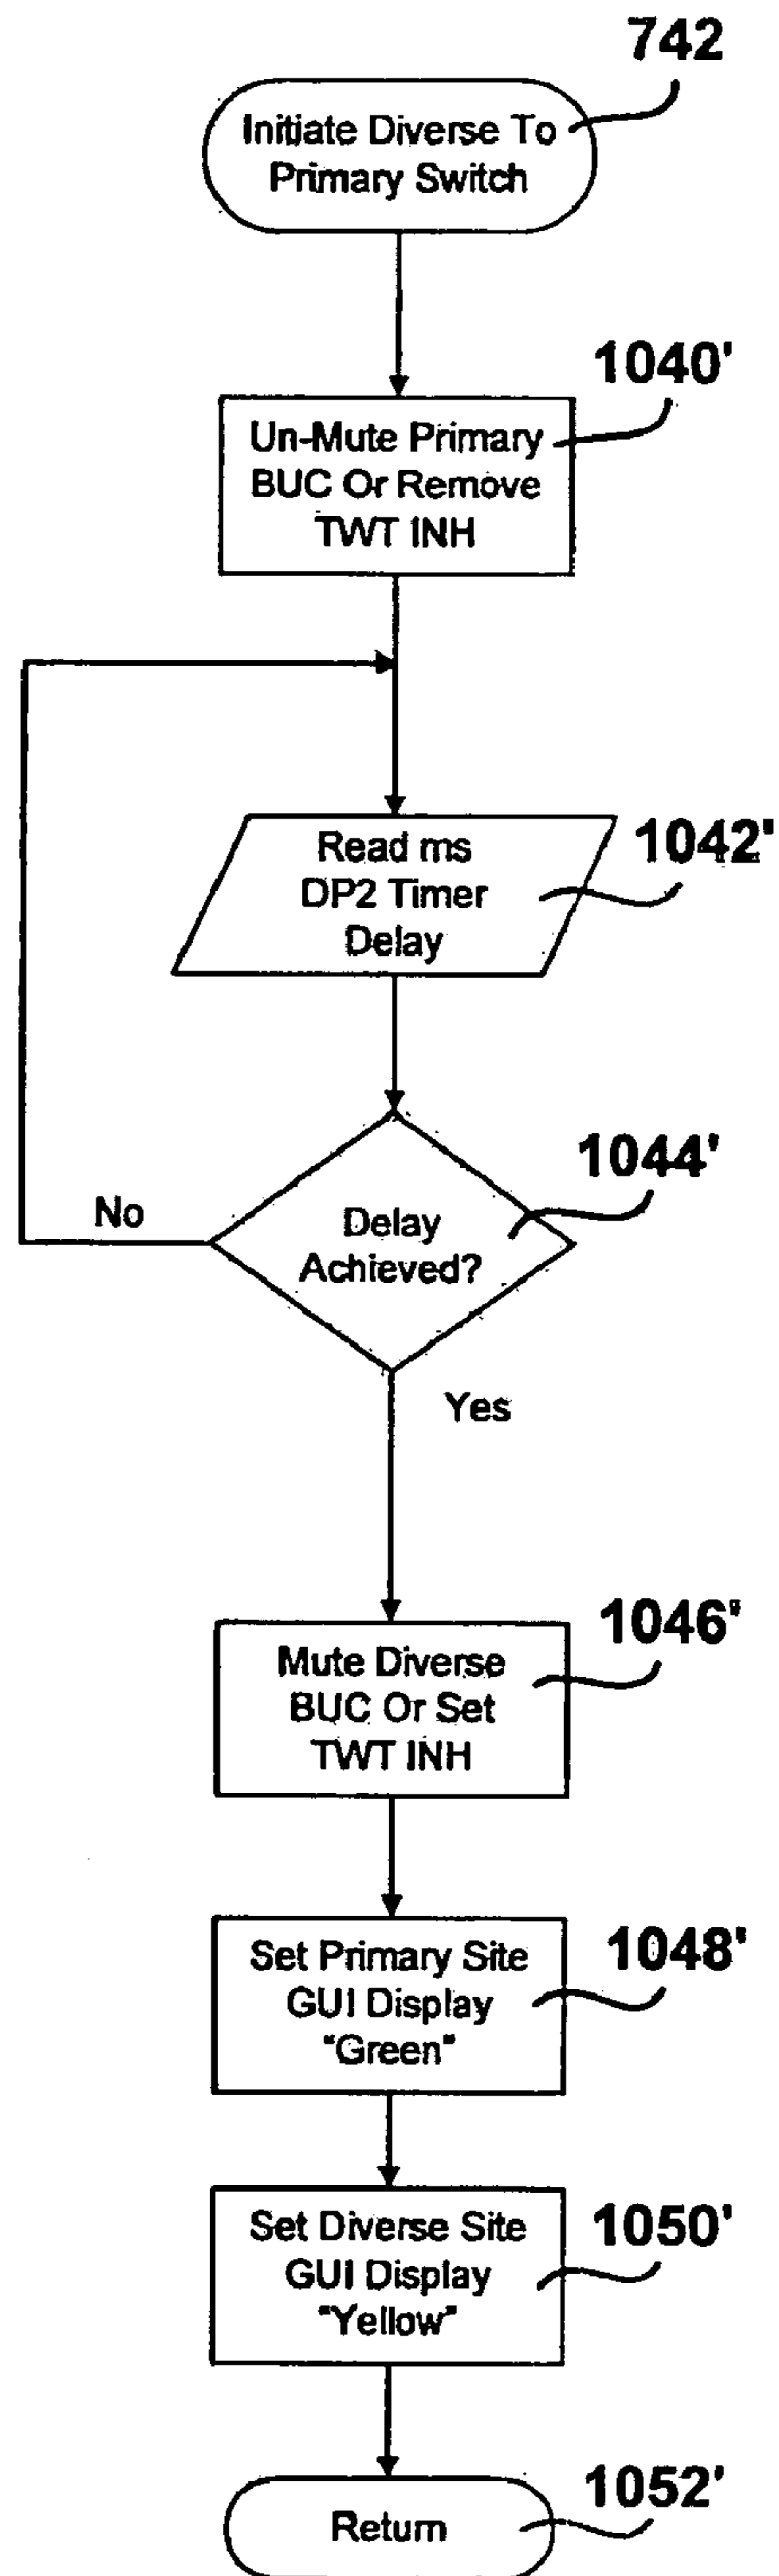 742
Initiate Diverse To
Primary Switch
1040'
Un-Mute Primary
BUC Or Remove
TWT INH
Read ms
DP2 Timer
Delay
1042'
1044'
No
Delay
Achieved?
Yes
1046'
Mute Diverse
BUC Or Set
TWT INH
1048'
Set Primary Site
GUI Display
"Green"
1050'
Set Diverse Site
GUI Display
"Yellow"
1052'
Return